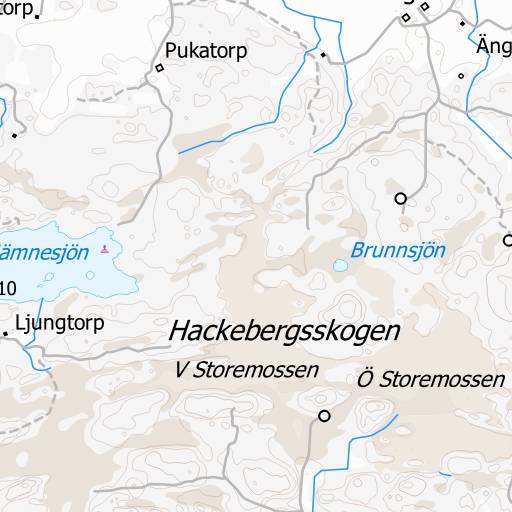 torp
Pukatorp
Äng
ämnesjön
Brunnsjön
10
Ljungtorp
Hackebergsskogen
V Storemossen
Ö Storemossen